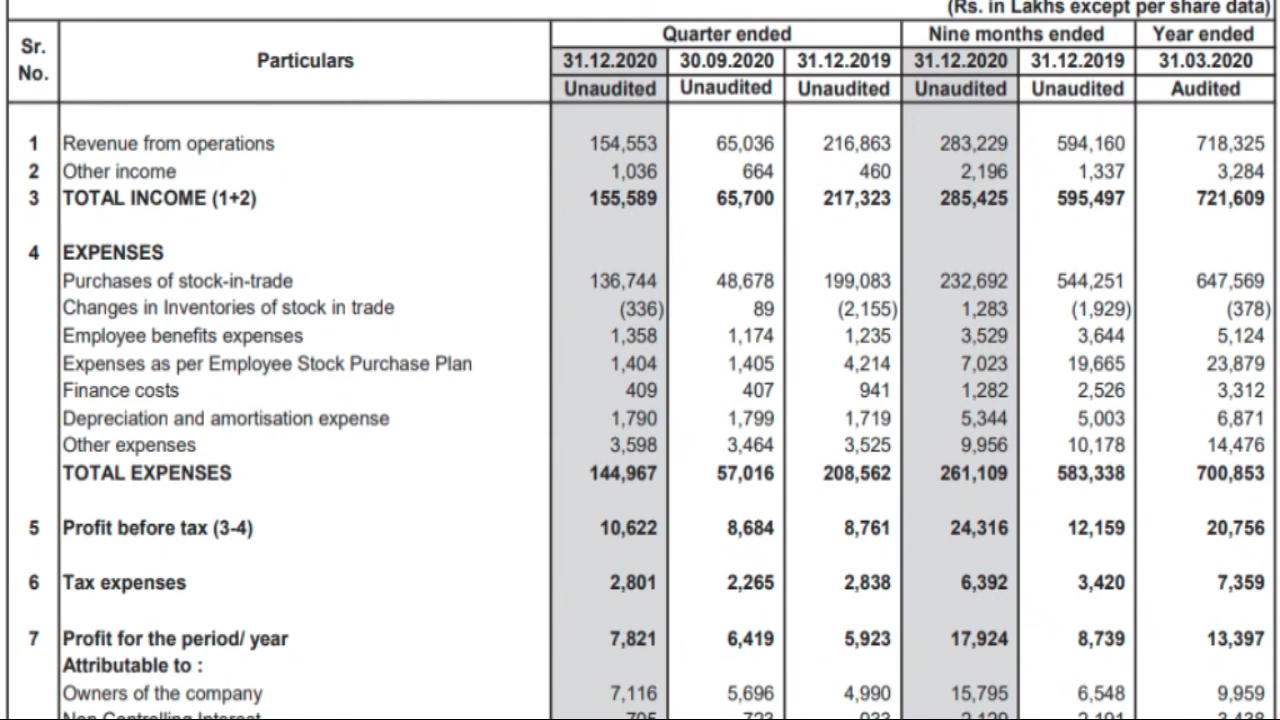 (Rs. in Lakhs except per share data)
Sr. No. Particulars Quarter ended Nine months ended Year ended
31.12.2020 30.09.2020 31.12.2019 31.12.2020 31.12.2019 31.03.2020
Unaudited Unaudited Unaudited Unaudited Unaudited Audited
1 Revenue from operations 154,553 65,036 216,863 283,229 594,160 718,325
2 Other income 1,036 664 460 2,196 1,337 3,284
3 TOTAL INCOME (1+2) 155,589 65,700 217,323 285,425 595,497 721,609
4 EXPENSES
Purchases of stock-in-trade 136,744 48,678 199,083 232,692 544,251 647,569
Changes in Inventories of stock in trade (336) 89 (2,155) 1,283 (1,929) (378)
Employee benefits expenses 1,358 1,174 1,235 3,529 3,644 5,124
Expenses as per Employee Stock Purchase Plan 1,404 1,405 4,214 7,023 19,665 23,879
Finance costs 409 407 941 1,282 2,526 3,312
Depreciation and amortisation expense 1,790 1,799 1,719 5,344 5,003 6,871
Other expenses 3,598 3,464 3,525 9,956 10,178 14,476
TOTAL EXPENSES 144,967 57,016 208,562 261,109 583,338 700,853
5 Profit before tax (3-4) 10,622 8,684 8,761 24,316 12,159 20,756
6 Tax expenses 2,801 2,265 2,838 6,392 3,420 7,359
7 Profit for the period/ year 7,821 6,419 5,923 17,924 8,739 13,397
Attributable to :
Owners of the company 7,116 5,696 4,990 15,795 6,548 9,959
Non Controlling Interest 705 723 933 2,129 2,191 3,438